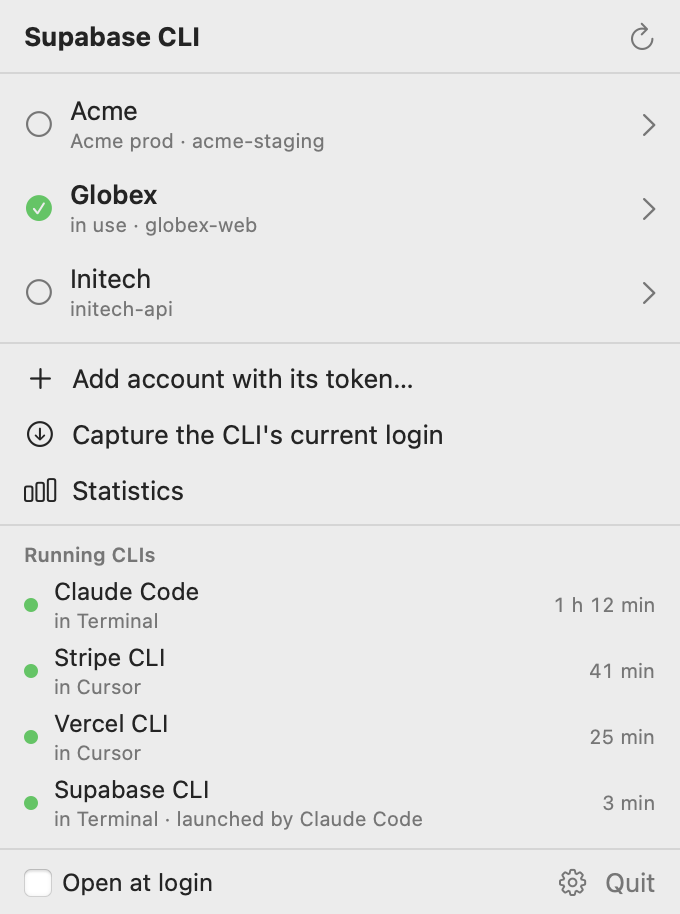 Supabase CLI
Acme
Acme prod · acme-staging
Globex
in use · globex-web
Initech
initech-api
Add account with its token...
Capture the CLI's current login
Statistics
Running CLIs
Claude Code
1 h 12 min
in Terminal
Stripe CLI
41 min
in Cursor
Vercel CLI
25 min
in Cursor
Supabase CLI
3 min
in Terminal · launched by Claude Code
Open at login
Quit